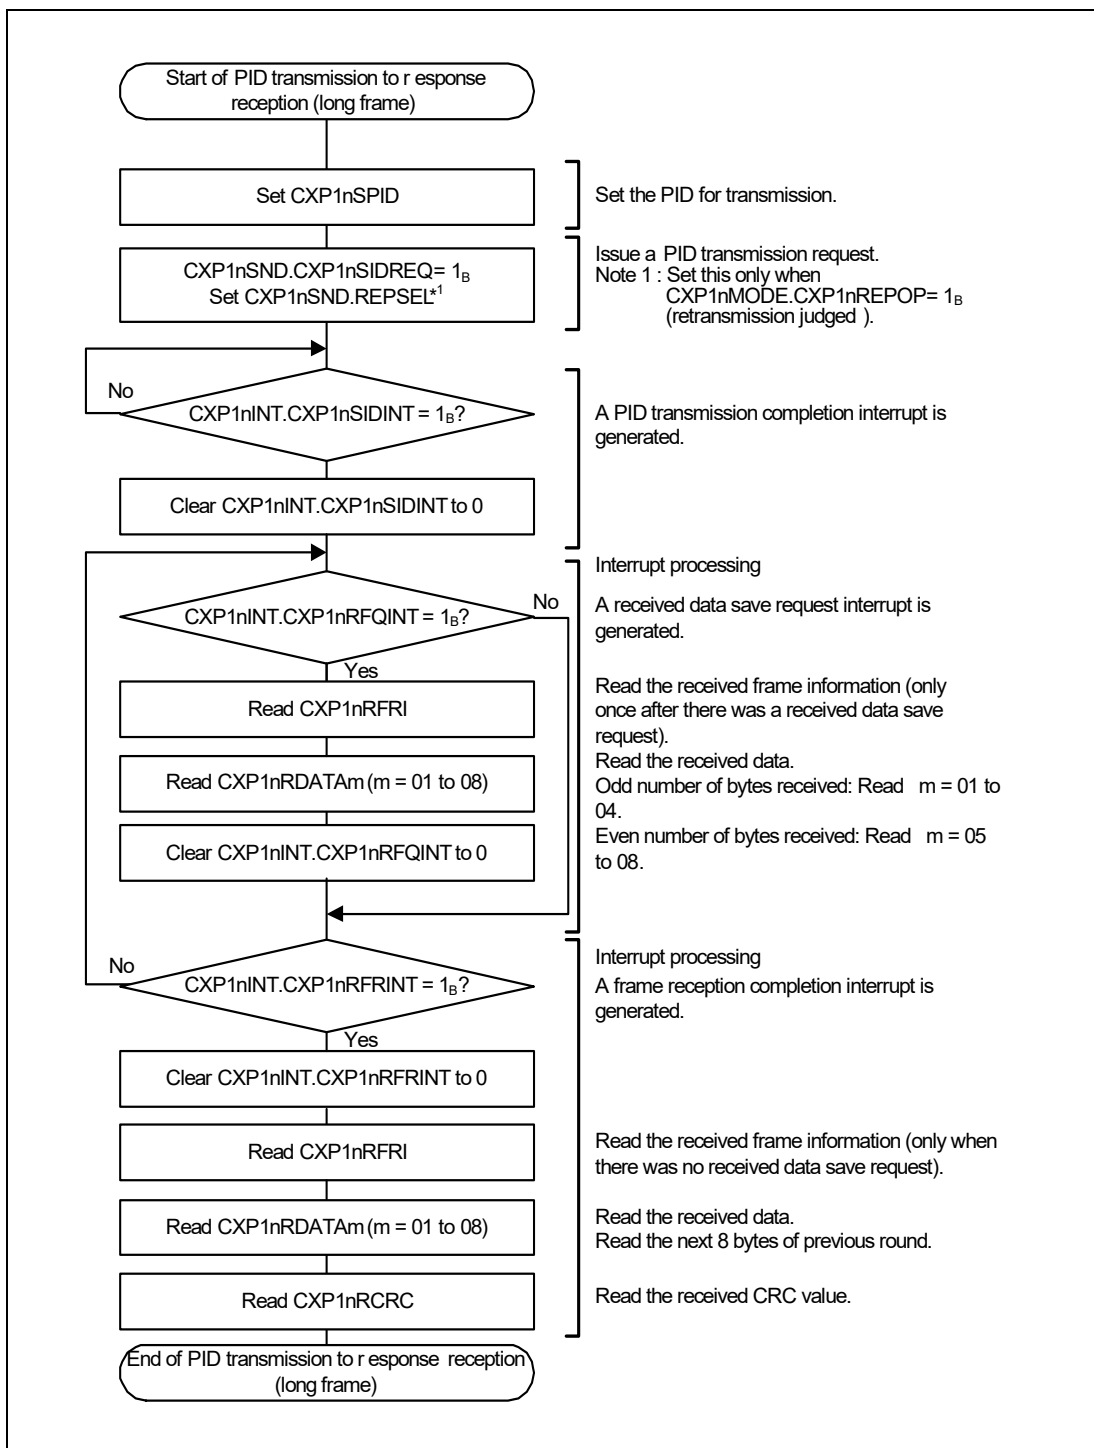 Start of PID transmission to r esponse
reception (long frame)
Set CXP1nSPID
Set the PID for transmission.
CXP1nSND.CXP1nSIDREQ= 1B
Set CXP1nSND.REPSEL*1
Issue a PID transmission request.
Note 1 : Set this only when
CXP1nMODE.CXP1nREPOP= 1B
(retransmission judged ).
No
CXP1nINT.CXP1nSIDINT = 1B?
A PID transmission completion interrupt is
generated.
Clear CXP1nINT.CXP1nSIDINT to 0
Interrupt processing
CXP1nINT.CXP1nRFQINT = 1B?
No
A received data save request interrupt is
generated.
Yes
Read CXP1nRFRI
Read the received frame information (only
once after there was a received data save
request).
Read CXP1nRDATAm (m = 01 to 08)
Read the received data.
Odd number of bytes received: Read m = 01 to
04.
Clear CXP1nINT.CXP1nRFQINT to 0
Even number of bytes received: Read m = 05
to 08.
No
CXP1nINT.CXP1nRFRINT = 1B?
Interrupt processing
A frame reception completion interrupt is
generated.
Yes
Clear CXP1nINT.CXP1nRFRINT to 0
Read CXP1nRFRI
Read the received frame information (only when
there was no received data save request).
Read CXP1nRDATAm (m = 01 to 08)
Read the received data.
Read the next 8 bytes of previous round.
Read CXP1nRCRC
Read the received CRC value.
End of PID transmission to r esponse reception
(long frame)